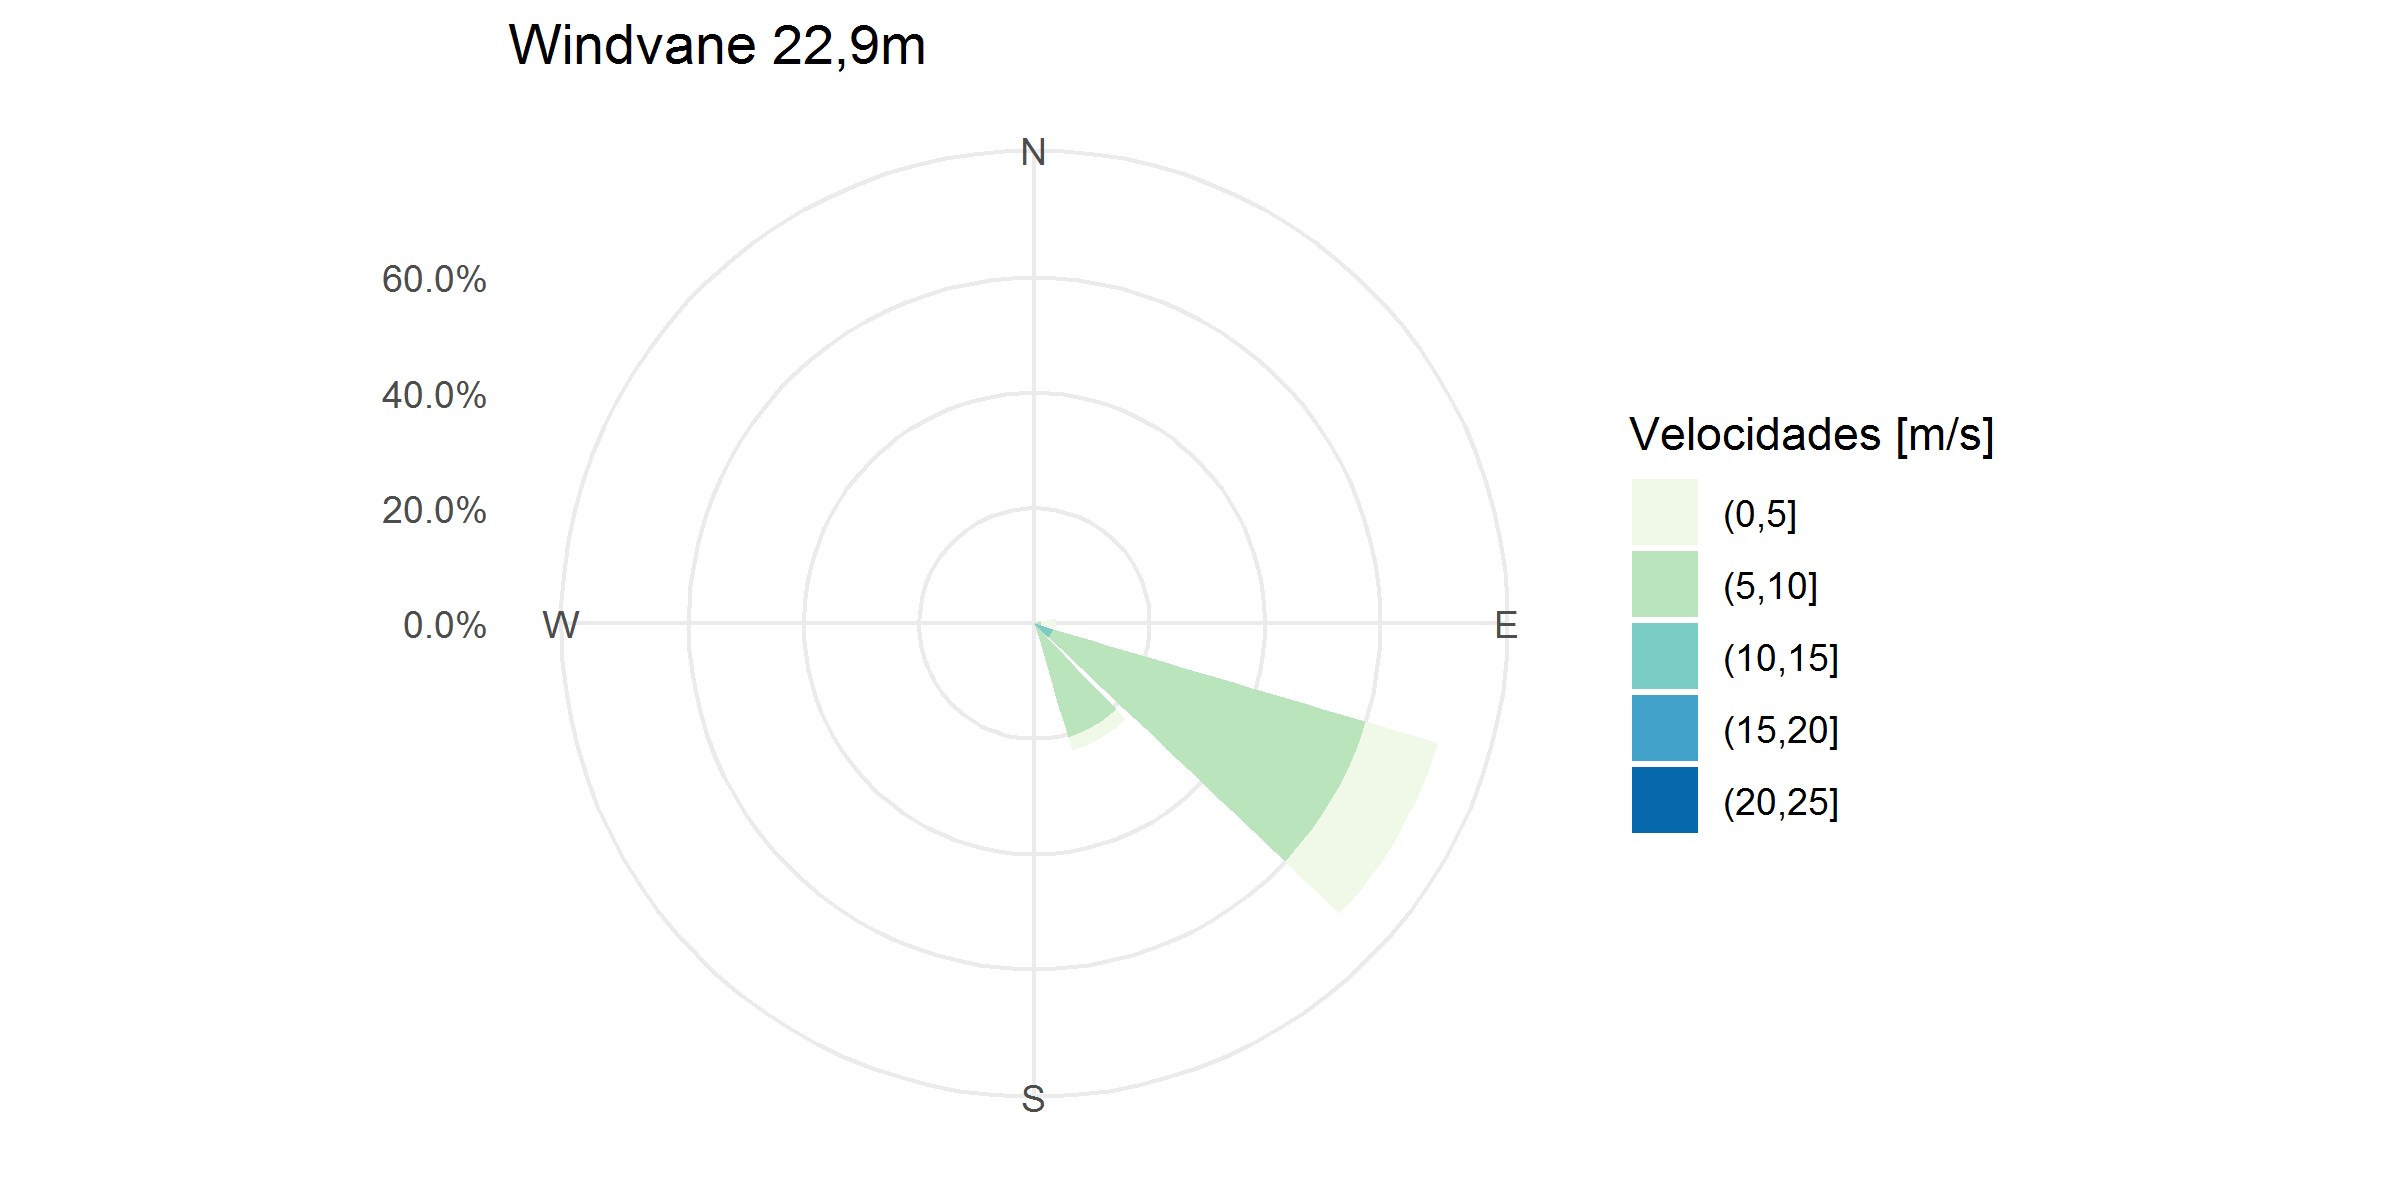 Windvane 22,9m
N
60.0%
40.0%
20.0%
0.0%
W
E
S
Velocidades [m/s]
(0,5]
(5,10]
(10,15]
(15,20]
(20,25]